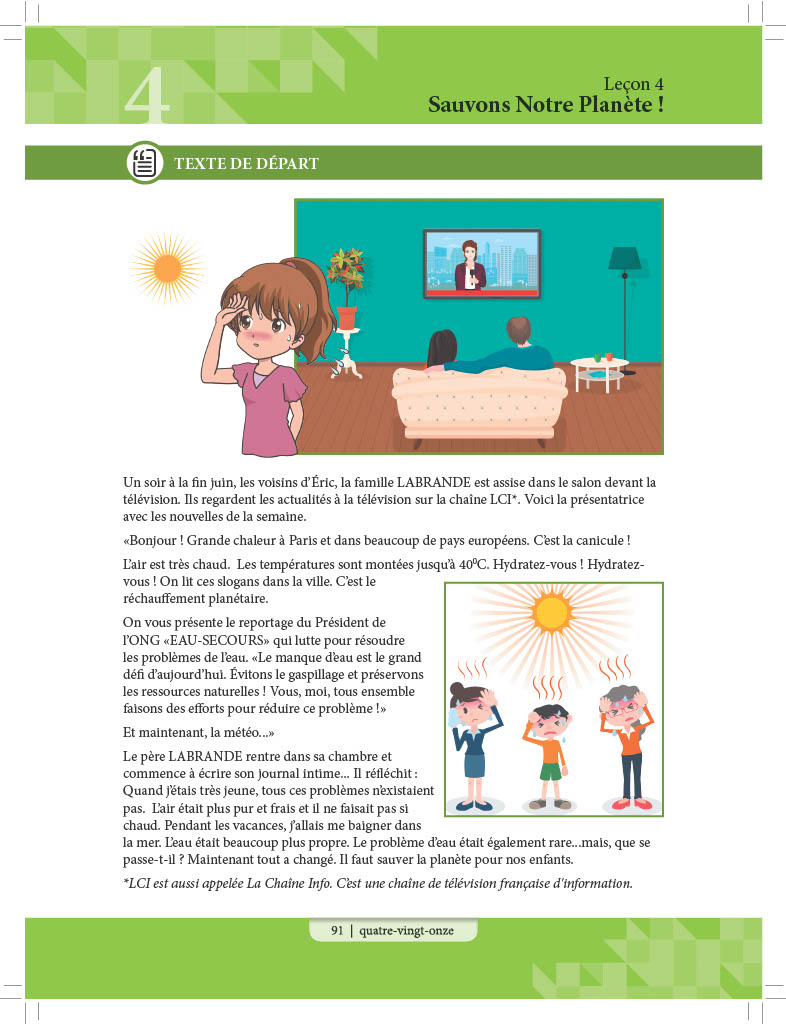 4
Leçon 4
Sauvons Notre Planète !
TEXTE DE DÉPART
Un soir à la fin juin, les voisins d'Éric, la famille LABRANDE est assise dans le salon devant la
télévision. Ils regardent les actualités à la télévision sur la chaîne LCI*. Voici la présentatrice
avec les nouvelles de la semaine.
«Bonjour ! Grande chaleur à Paris et dans beaucoup de pays européens. C'est la canicule !
L'air est très chaud.  Les températures sont montées jusqu'à 40⁰C. Hydratez-vous ! Hydratez-
vous ! On lit ces slogans dans la ville. C'est le
réchauffement planétaire.
On vous présente le reportage du Président de
l'ONG «EAU-SECOURS» qui lutte pour résoudre
les problèmes de l'eau. «Le manque d'eau est le grand
défi d'aujourd'hui. Évitons le gaspillage et préservons
les ressources naturelles ! Vous, moi, tous ensemble
faisons des efforts pour réduire ce problème !»
Et maintenant, la météo...»
Le père LABRANDE rentre dans sa chambre et
commence à écrire son journal intime... Il réfléchit :
Quand j'étais très jeune, tous ces problèmes n'existaient
pas.  L'air était plus pur et frais et il ne faisait pas si
chaud. Pendant les vacances, j'allais me baigner dans
la mer. L'eau était beaucoup plus propre. Le problème d'eau était également rare...mais, que se
passe-t-il ? Maintenant tout a changé. Il faut sauver la planète pour nos enfants.
*LCI est aussi appelée La Chaîne Info. C'est une chaîne de télévision française d'information.
91 | quatre-vingt-onze